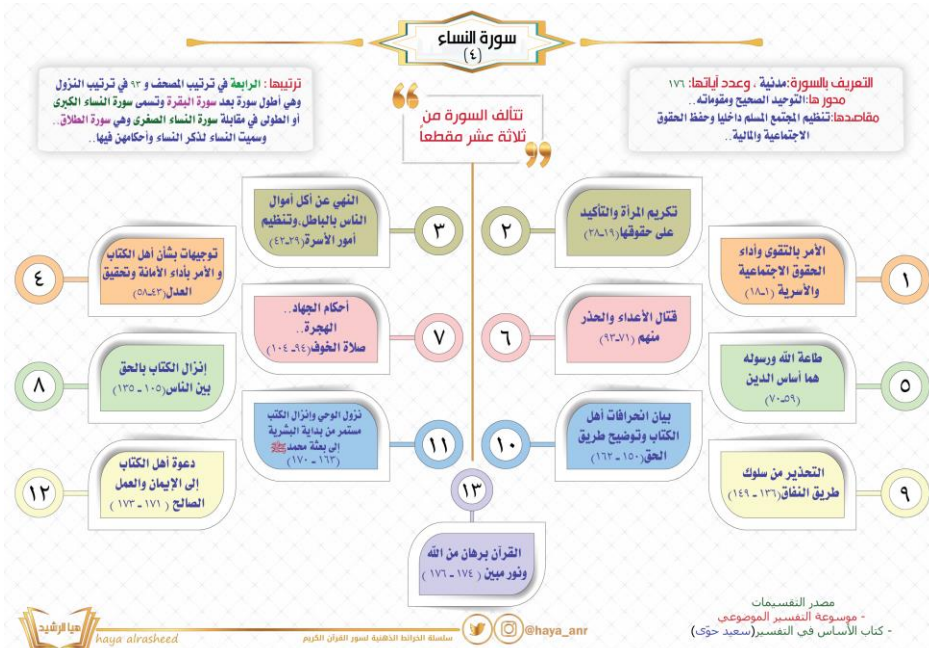 سورة النساء
(٤)
التعريف بالسورة:مدنية ، وعدد آياتها: ١٧٦
محور ها:التوحيد الصحيح ومقوماته..
مقاصدها:تنظيم المجتمع المسلم داخليا وحفظ الحقوق
الاجتماعية والمالية..
ترتيبها : الرابعة في ترتيب المصحف و ٩٣ في ترتيب النزول
وهي أطول سورة بعد سورة البقرة وتسمى سورة النساء الكبرى
أو الطولى في مقابلة سورة النساء الصغرى وهي سورة الطلاق..
وسميت النساء لذكر النساء وأحكامهن فيها..
تتألف السورة من
ثلاثة عشر مقطعاً
١
الأمر بالتقوى وأداء
الحقوق الاجتماعية
والأسرية (١-١٨)
٢
تكريم المرأة والتأكيد
على حقوقها (١٩-٢٨)
٣
النهي عن أكل أموال
الناس بالباطل،وتنظيم
أمور الأسرة (٢٩-٤٢)
٤
توجيهات بشأن أهل الكتاب
و الأمر بأداء الأمانة وتحقيق
العدل (٤٣-٥٨)
٥
طاعة الله ورسوله
هما أساس الدين
(٥٩-٧٠)
٦
قتال الأعداء والحذر
منهم (٧١-٩٣)
٧
أحكام الجهاد..
الهجرة..
صلاة الخوف (٩٤-١٠٤)
٨
إنزال الكتاب بالحق
بين الناس (١٠٥ - ١٣٥)
٩
التحذير من سلوك
طريق النفاق (١٣٦ - ١٤٩)
١٠
بيان انحرافات أهل
الكتاب وتوضيح طريق
الحق (١٥٠ - ١٦٢)
١١
نزول الوحي وإنزال الكتب
مستمر من بداية البشرية
إلى بعثة محمد ﷺ
(١٦٣ - ١٧٠)
١٢
دعوة أهل الكتاب
إلى الإيمان والعمل
الصالح (١٧١ - ١٧٣)
١٣
القرآن برهان من الله
ونور مبين (١٧٤ - ١٧٦)
مصدر التقسيمات
- موسوعة التفسير الموضوعي
- كتاب الأساس في التفسير(سعيد حوّى)
@haya_anr
سلسلة الخرائط الذهنية لسور القرآن الكريم
haya alrasheed
هيا الرشيد